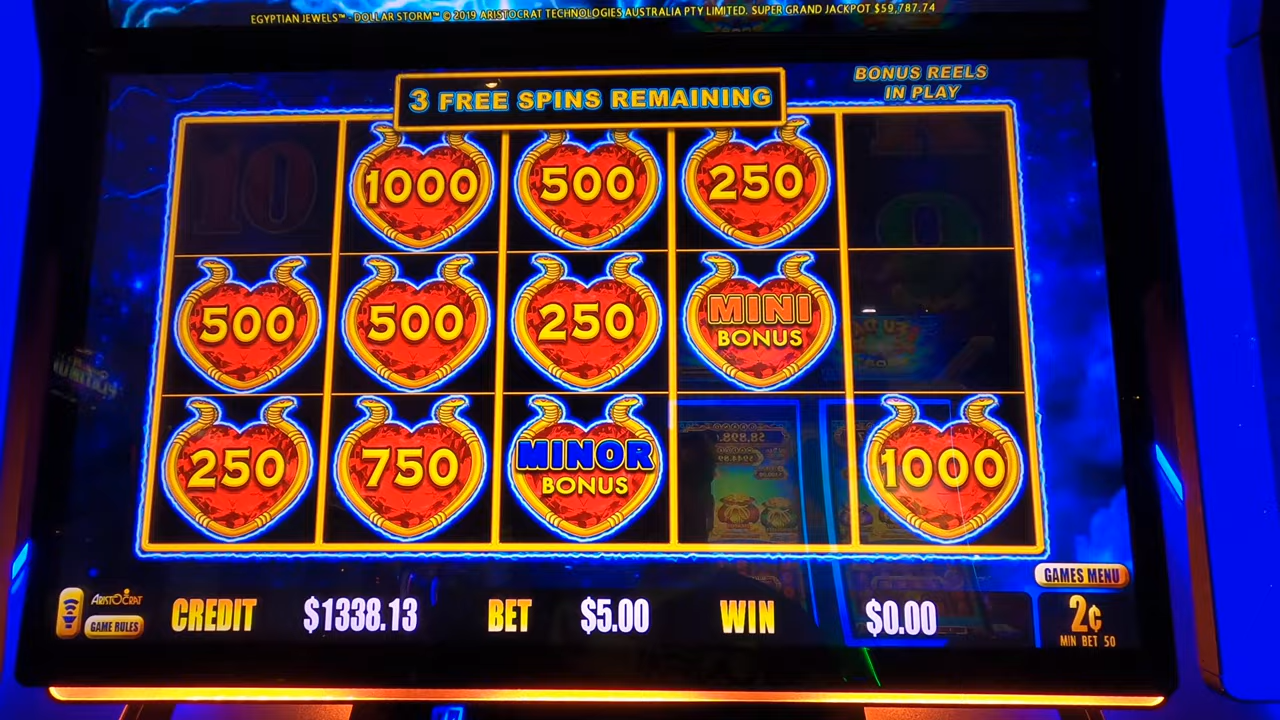 EGYPTIAN JEWELS™ - DOLLAR STORM™ © 2019 ARISTOCRAT TECHNOLOGIES AUSTRALIA PTY LIMITED. SUPER GRAND JACKPOT $59,787.74
3 FREE SPINS REMAINING
BONUS REELS
IN PLAY
10
1000
500
250
500
500
250
MINI
BONUS
250
750
MINOR
BONUS
1000
ARISTOCRAT
GAME RULES
CREDIT $1338.13 BET $5.00 WIN $0.00
GAMES MENU
2¢
MIN BET 50